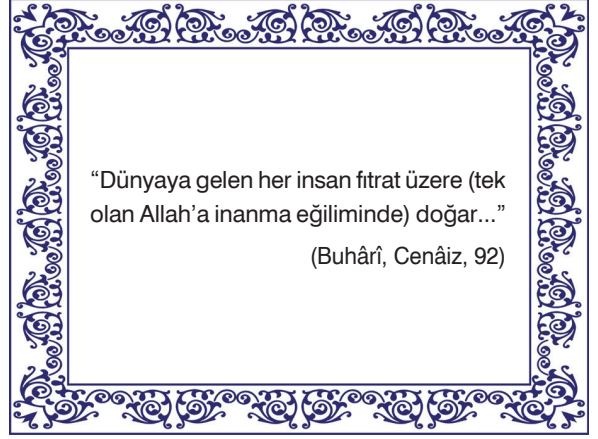 “Dünyaya gelen her insan fıtrat üzere (tek
olan Allah’a inanma eğiliminde) doğar...”
(Buhârî, Cenâiz, 92)